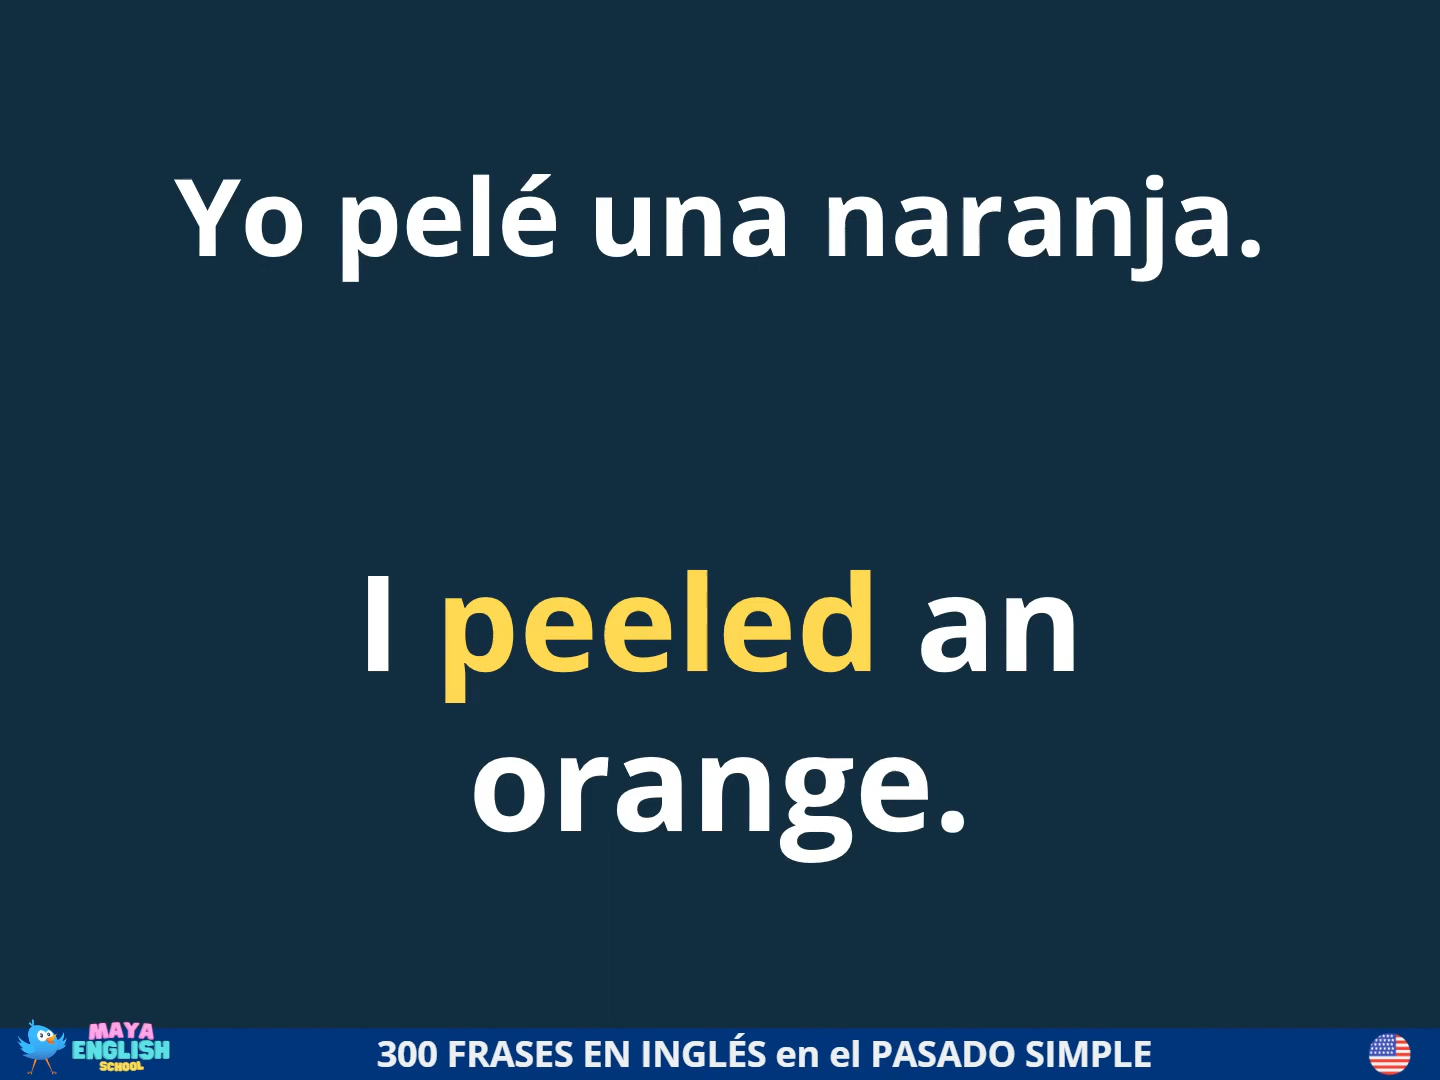 Yo pelé una naranja.
I peeled an
orange.
MAYA
ENGLISH
SCHOOL
300 FRASES EN INGLÉS en el PASADO SIMPLE